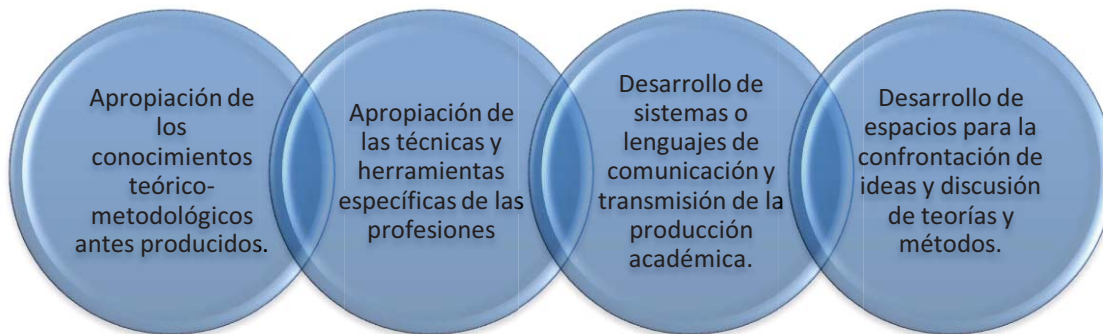 Apropiación de
los
conocimientos
teórico-
metodológicos
antes producidos.
Apropiación de
las técnicas y
herramientas
específicas de las
profesiones
Desarrollo de
sistemas o
lenguajes de
comunicación y
transmisión de la
producción
académica.
Desarrollo de
espacios para la
confrontación de
ideas y discusión
de teorías y
métodos.